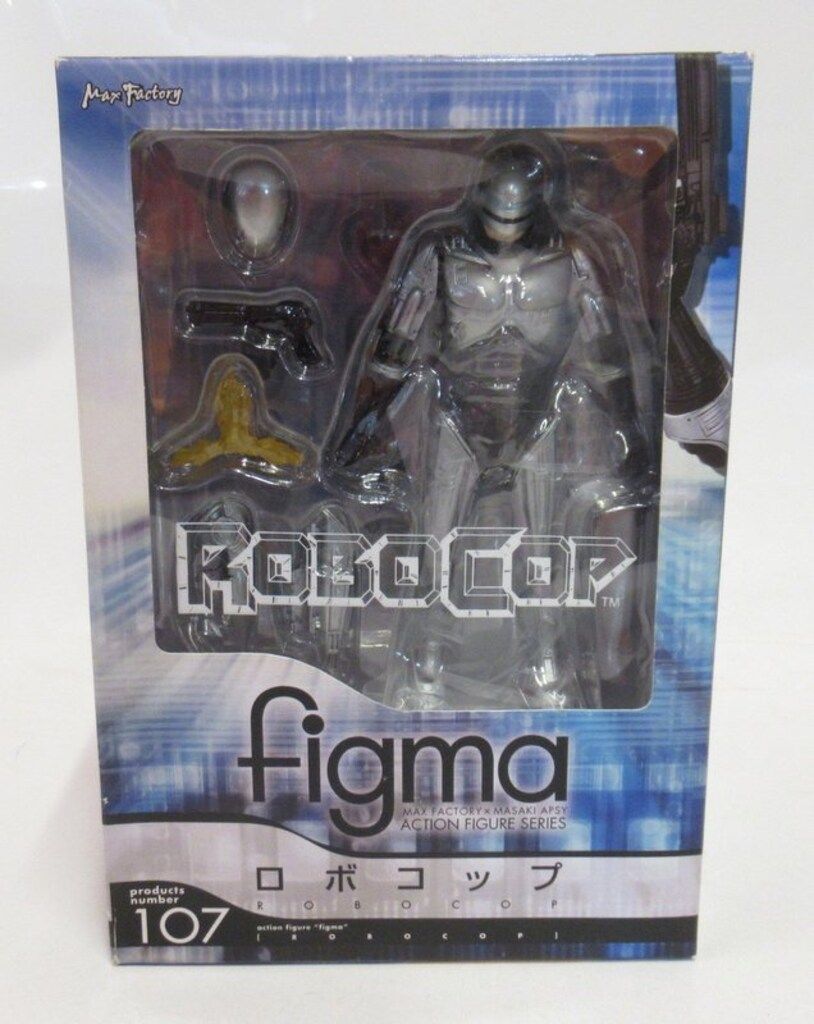 Max Factory
ROBOCOP™
figma
MAX FACTORY × MASAKI APSY
ACTION FIGURE SERIES
ロボコップ
ROBOCOP
products
number
107
action figure "figma"
[ROBOCOP]